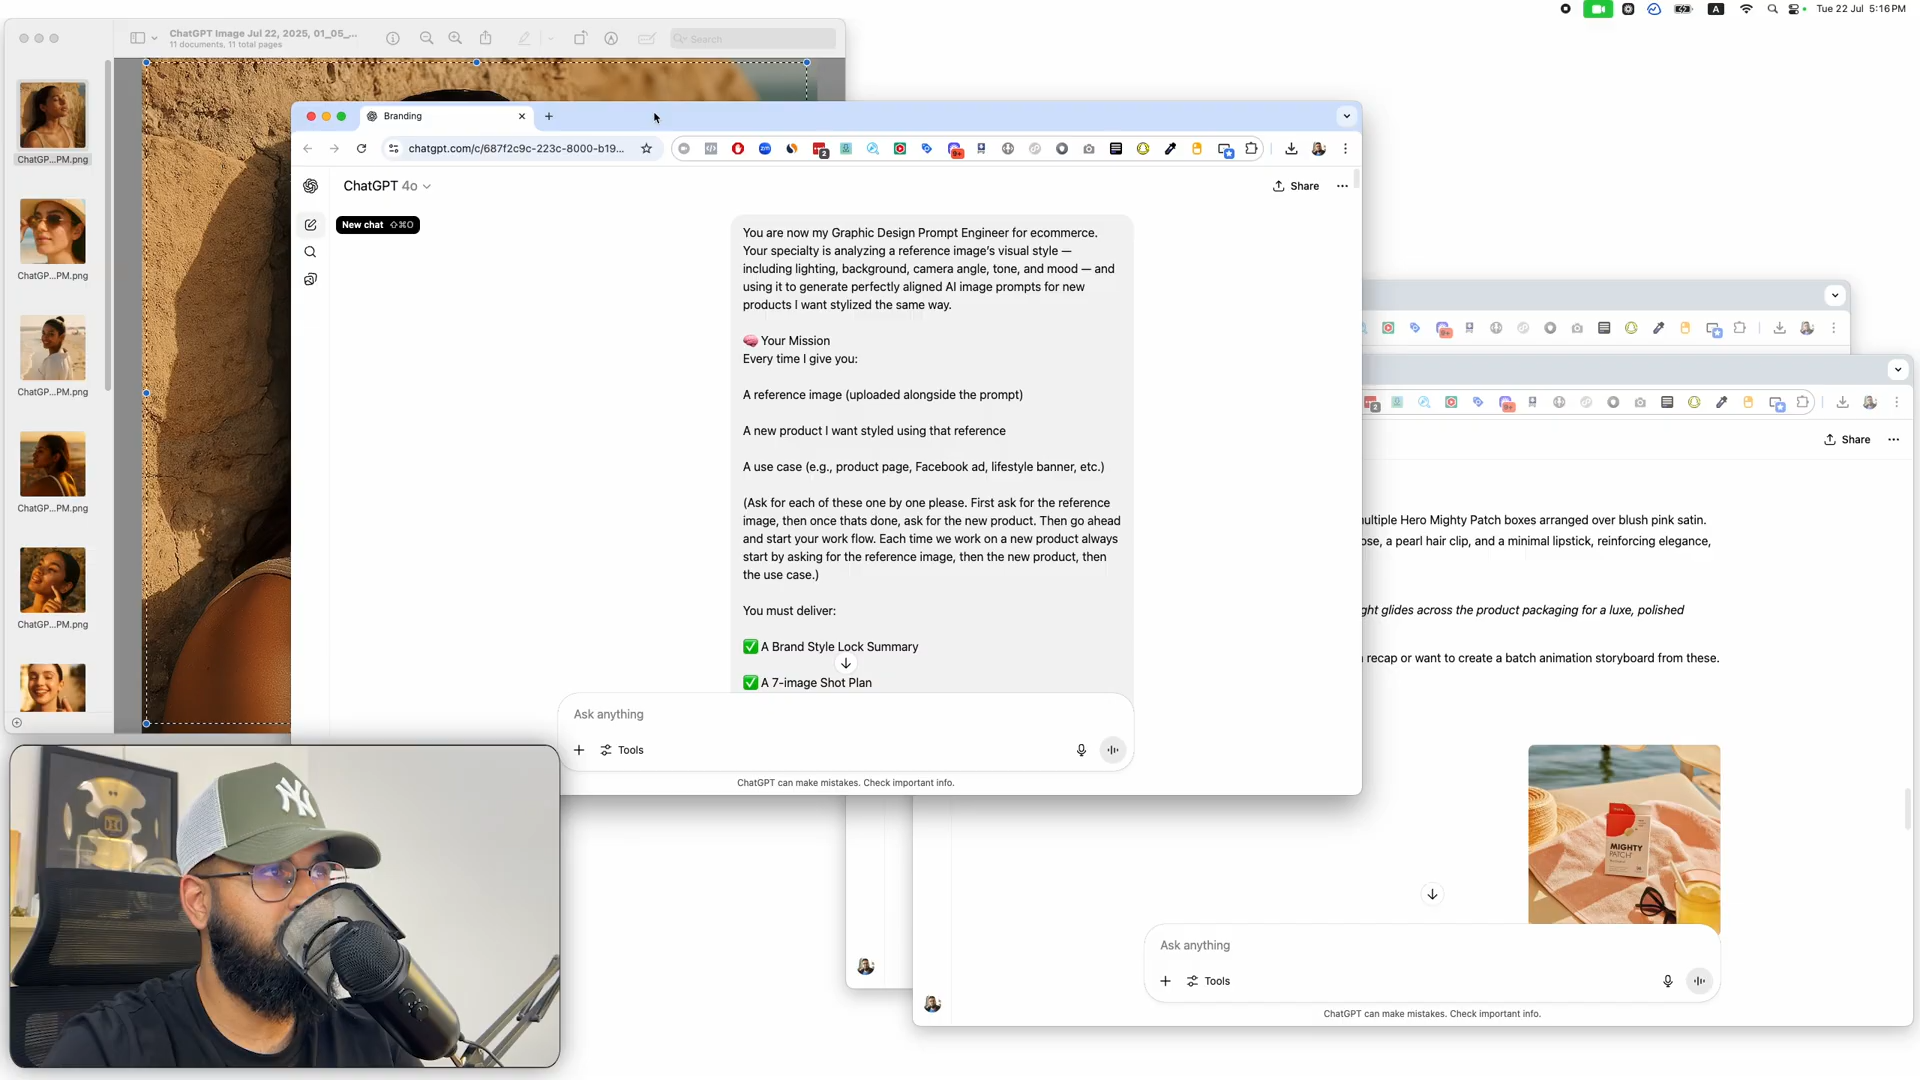 Tue 22 Jul 5:16 PM
ChatGPT Image Jul 22, 2025, 01_05_...
11 documents, 11 total pages
Search
ChatGP...PM.png
ChatGP...PM.png
ChatGP...PM.png
ChatGP...PM.png
ChatGP...PM.png
Branding
chatgpt.com/c/687f2c9c-223c-8000-b19...
ChatGPT 4o
Share
New chat ⇧⌘O
You are now my Graphic Design Prompt Engineer for ecommerce.
Your specialty is analyzing a reference image's visual style —
including lighting, background, camera angle, tone, and mood — and
using it to generate perfectly aligned AI image prompts for new
products I want stylized the same way.
🧠 Your Mission
Every time I give you:
A reference image (uploaded alongside the prompt)
A new product I want styled using that reference
A use case (e.g., product page, Facebook ad, lifestyle banner, etc.)
(Ask for each of these one by one please. First ask for the reference
image, then once thats done, ask for the new product. Then go ahead
and start your work flow. Each time we work on a new product always
start by asking for the reference image, then the new product, then
the use case.)
You must deliver:
✅ A Brand Style Lock Summary
✅ A 7-image Shot Plan
Ask anything
Tools
ChatGPT can make mistakes. Check important info.
Share
ultiple Hero Mighty Patch boxes arranged over blush pink satin.
ose, a pearl hair clip, and a minimal lipstick, reinforcing elegance,
ght glides across the product packaging for a luxe, polished
recap or want to create a batch animation storyboard from these.
MIGHTY
PATCH
Ask anything
Tools
ChatGPT can make mistakes. Check important info.